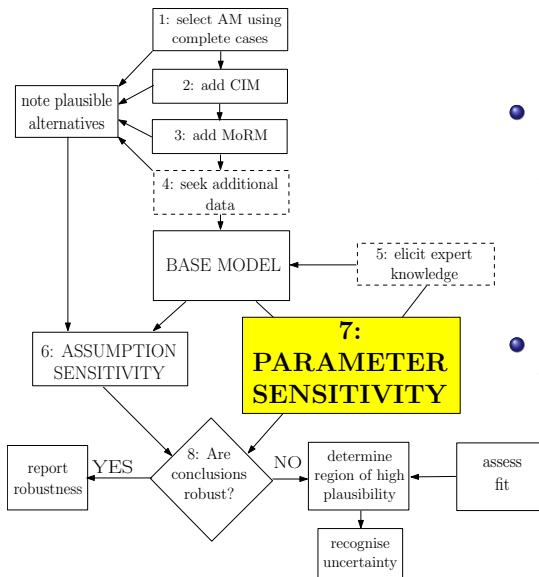 1: select AM using
complete cases
2: add CIM
note plausible
alternatives
3: add MoRM
4: seek additional
data
BASE MODEL
5: elicit expert
knowledge
6: ASSUMPTION
SENSITIVITY
7:
PARAMETER
SENSITIVITY
8: Are
conclusions
robust?
YES
NO
report
robustness
determine
region of high
plausibility
assess
fit
recognise
uncertainty